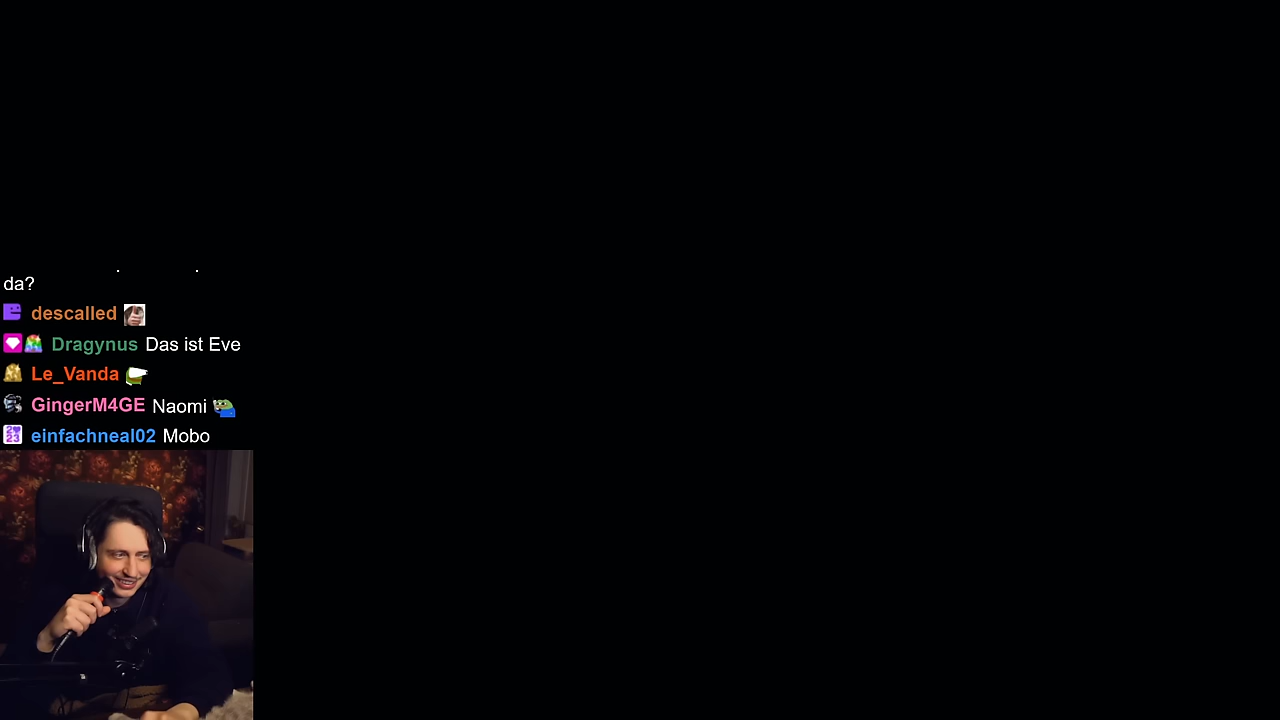 da?
descalled
Dragynus Das ist Eve
Le_Vanda
GingerM4GE Naomi
einfachneal02 Mobo